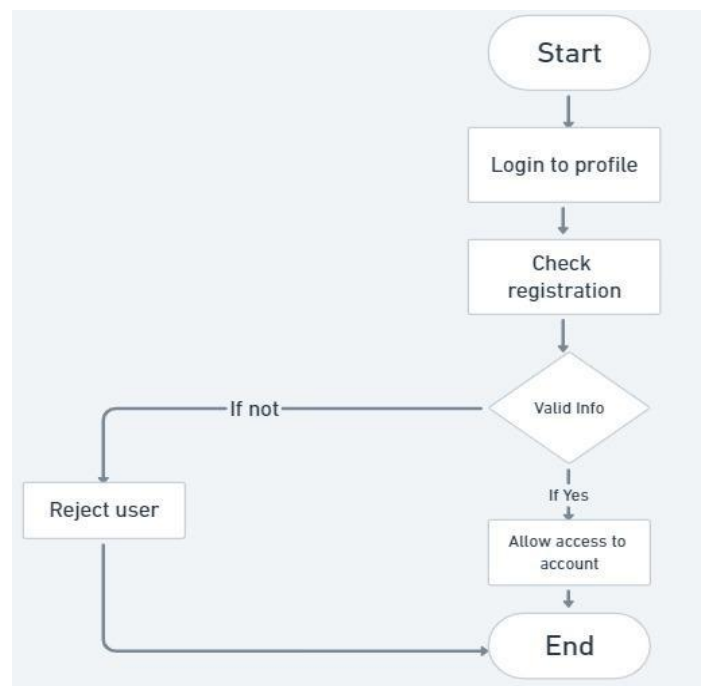 Start
Login to profile
Check
registration
Valid Info
If not
If Yes
Reject user
Allow access to
account
End